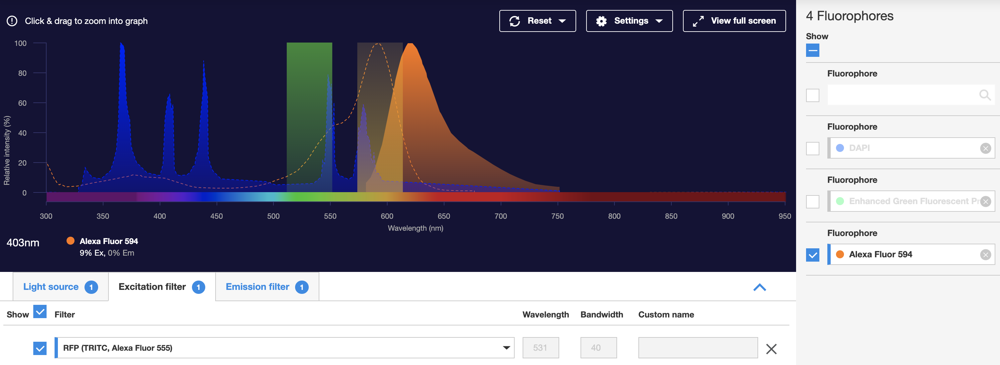 Click & drag to zoom into graph
Reset
Settings
View full screen
100
80
60
40
20
0
Relative intensity (%)
300 350 400 450 500 550 600 650 700 750 800 850 900 950
Wavelength (nm)
403nm
Alexa Fluor 594
9% Ex, 0% Em
Light source 1
Excitation filter 1
Emission filter 1
Show Filter Wavelength Bandwidth Custom name
RFP (TRITC, Alexa Fluor 555) 531 40
4 Fluorophores
Show
Fluorophore
Fluorophore
DAPI
Fluorophore
Enhanced Green Fluorescent Pr
Fluorophore
Alexa Fluor 594